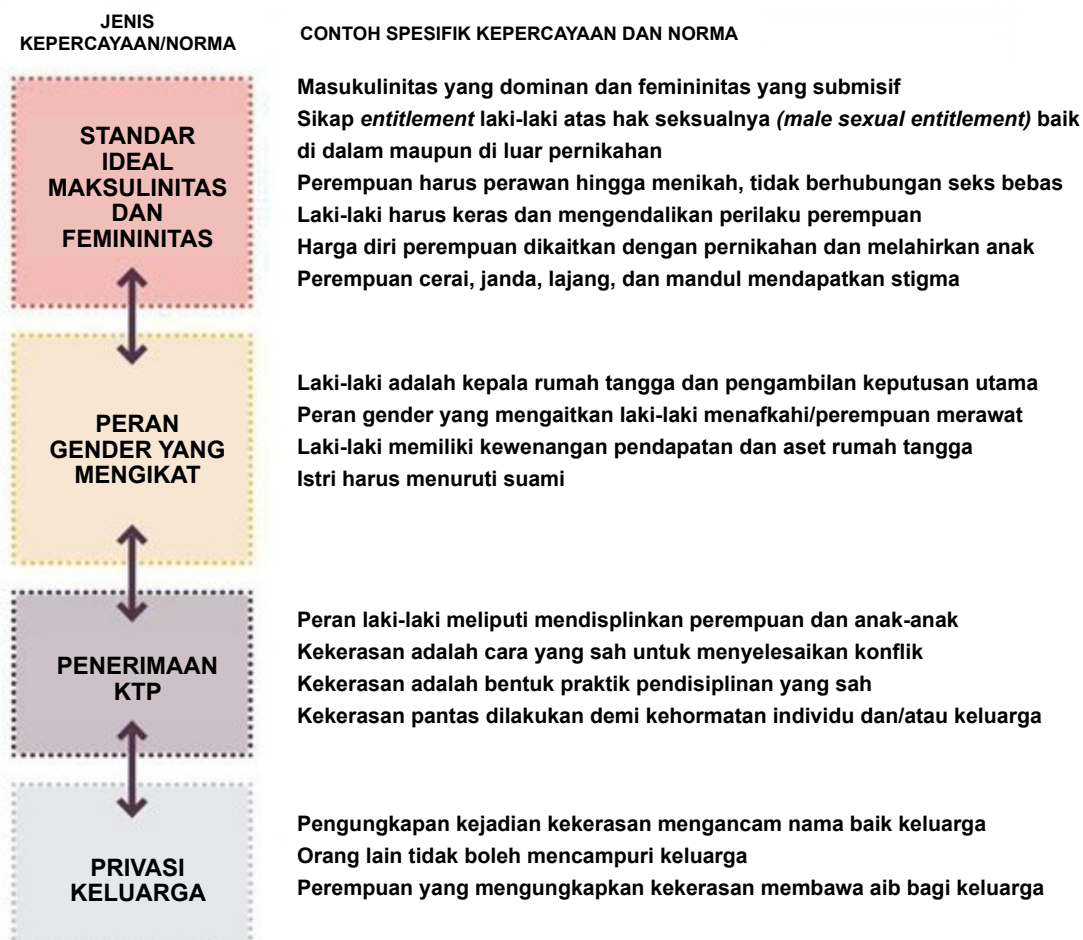 JENIS
KEPERCAYAAN/NORMA
CONTOH SPESIFIK KEPERCAYAAN DAN NORMA
STANDAR
IDEAL
MAKSULINITAS
DAN
FEMININITAS
Masukulinitas yang dominan dan femininitas yang submisif
Sikap entitlement laki-laki atas hak seksualnya (male sexual entitlement) baik
di dalam maupun di luar pernikahan
Perempuan harus perawan hingga menikah, tidak berhubungan seks bebas
Laki-laki harus keras dan mengendalikan perilaku perempuan
Harga diri perempuan dikaitkan dengan pernikahan dan melahirkan anak
Perempuan cerai, janda, lajang, dan mandul mendapatkan stigma
PERAN
GENDER YANG
MENGIKAT
Laki-laki adalah kepala rumah tangga dan pengambilan keputusan utama
Peran gender yang mengaitkan laki-laki menafkahi/perempuan merawat
Laki-laki memiliki kewenangan pendapatan dan aset rumah tangga
Istri harus menuruti suami
PENERIMAAN
KTP
Peran laki-laki meliputi mendisplinkan perempuan dan anak-anak
Kekerasan adalah cara yang sah untuk menyelesaikan konflik
Kekerasan adalah bentuk praktik pendisiplinan yang sah
Kekerasan pantas dilakukan demi kehormatan individu dan/atau keluarga
PRIVASI
KELUARGA
Pengungkapan kejadian kekerasan mengancam nama baik keluarga
Orang lain tidak boleh mencampuri keluarga
Perempuan yang mengungkapkan kekerasan membawa aib bagi keluarga